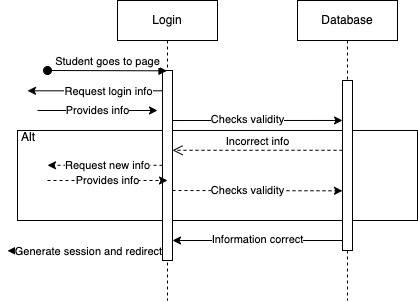 Login
Database
Student goes to page
Request login info
Provides info
Checks validity
Alt
Incorrect info
Request new info
Provides info
Checks validity
Information correct
Generate session and redirect